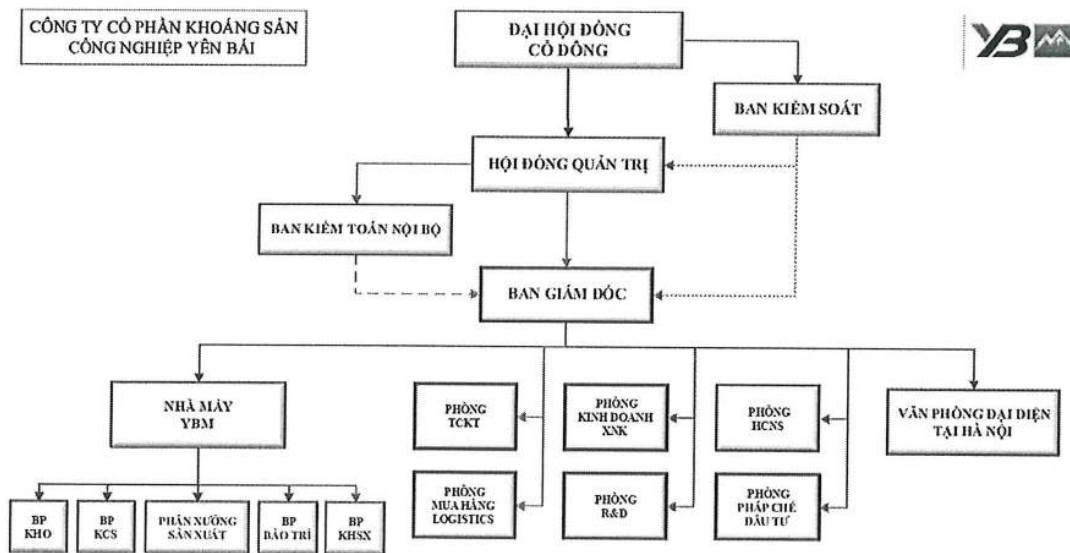 CÔNG TY CỔ PHẦN KHOÁNG SẢN
CÔNG NGHIỆP YÊN BÁI
ĐẠI HỘI ĐỒNG
CỔ ĐÔNG
YB
BAN KIỂM SOÁT
HỘI ĐỒNG QUẢN TRỊ
BAN KIỂM TOÁN NỘI BỘ
BAN GIÁM ĐỐC
NHÀ MÁY
YBM
PHÒNG
TCKT
PHÒNG
KINH DOANH
XNK
PHÒNG
HCNS
VĂN PHÒNG ĐẠI DIỆN
TẠI HÀ NỘI
PHÒNG
MUA HÀNG
LOGISTICS
PHÒNG
R&D
PHÒNG
PHÁP CHẾ
ĐẦU TƯ
BP
KHO
BP
KCS
PHÂN XƯỞNG
SẢN XUẤT
BP
BẢO TRÌ
BP
KHSX